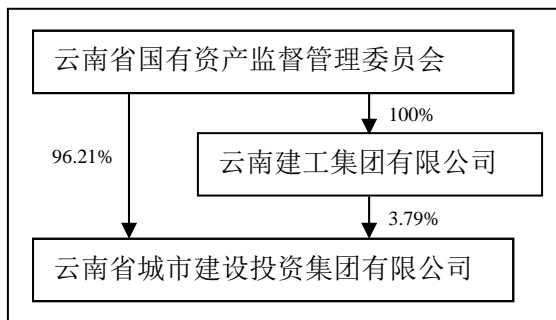 云南省国有资产监督管理委员会
100%
96.21%
云南建工集团有限公司
3.79%
云南省城市建设投资集团有限公司